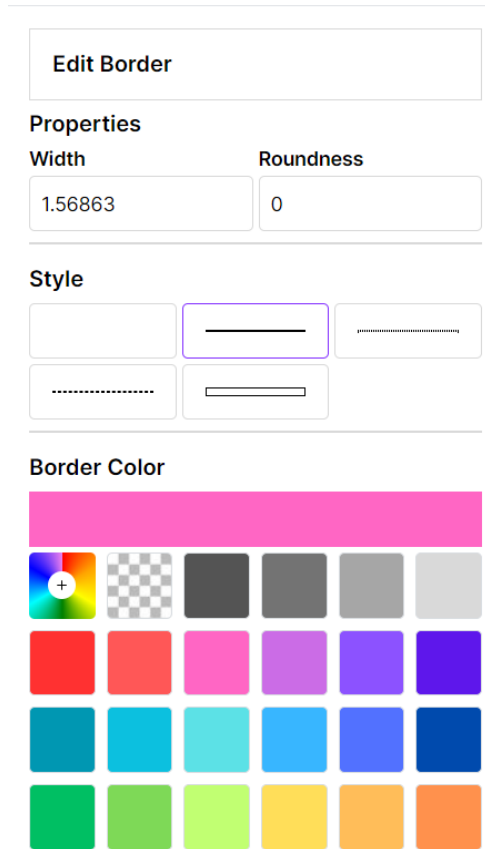 Edit Border
Properties
Width Roundness
1.56863 0
Style
Border Color
+